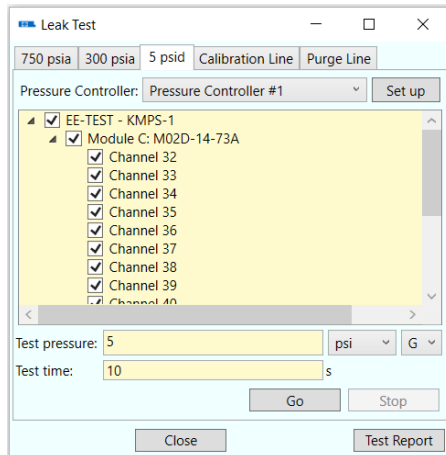 Leak Test
750 psia 300 psia 5 psid Calibration Line Purge Line
Pressure Controller: Pressure Controller #1 Set up
EE-TEST - KMPS-1
Module C: M02D-14-73A
Channel 32
Channel 33
Channel 34
Channel 35
Channel 36
Channel 37
Channel 38
Channel 39
Channel 40
Test pressure: 5 psi G
Test time: 10 s
Go Stop
Close Test Report